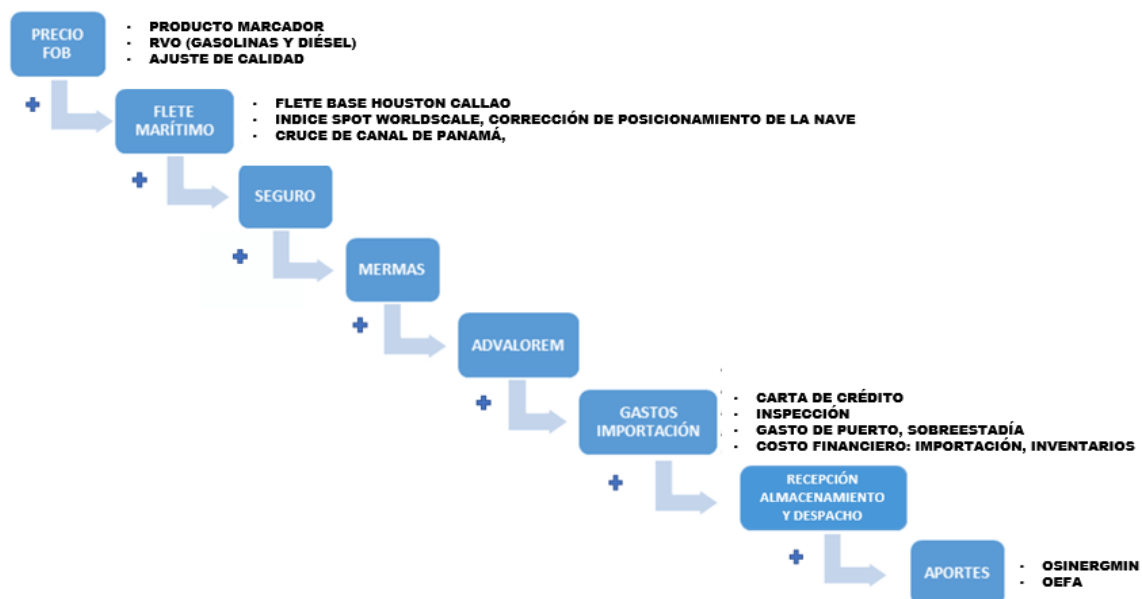 PRECIO
FOB
· PRODUCTO MARCADOR
· RVO (GASOLINAS Y DIÉSEL)
· AJUSTE DE CALIDAD
FLETE
MARÍTIMO
· FLETE BASE HOUSTON CALLAO
· INDICE SPOT WORLDSCALE, CORRECCIÓN DE POSICIONAMIENTO DE LA NAVE
· CRUCE DE CANAL DE PANAMÁ,
SEGURO
MERMAS
ADVALOREM
GASTOS
IMPORTACIÓN
· CARTA DE CRÉDITO
· INSPECCIÓN
· GASTO DE PUERTO, SOBREESTADÍA
· COSTO FINANCIERO: IMPORTACIÓN, INVENTARIOS
RECEPCIÓN
ALMACENAMIENTO
Y DESPACHO
APORTES
· OSINERGMIN
· OEFA